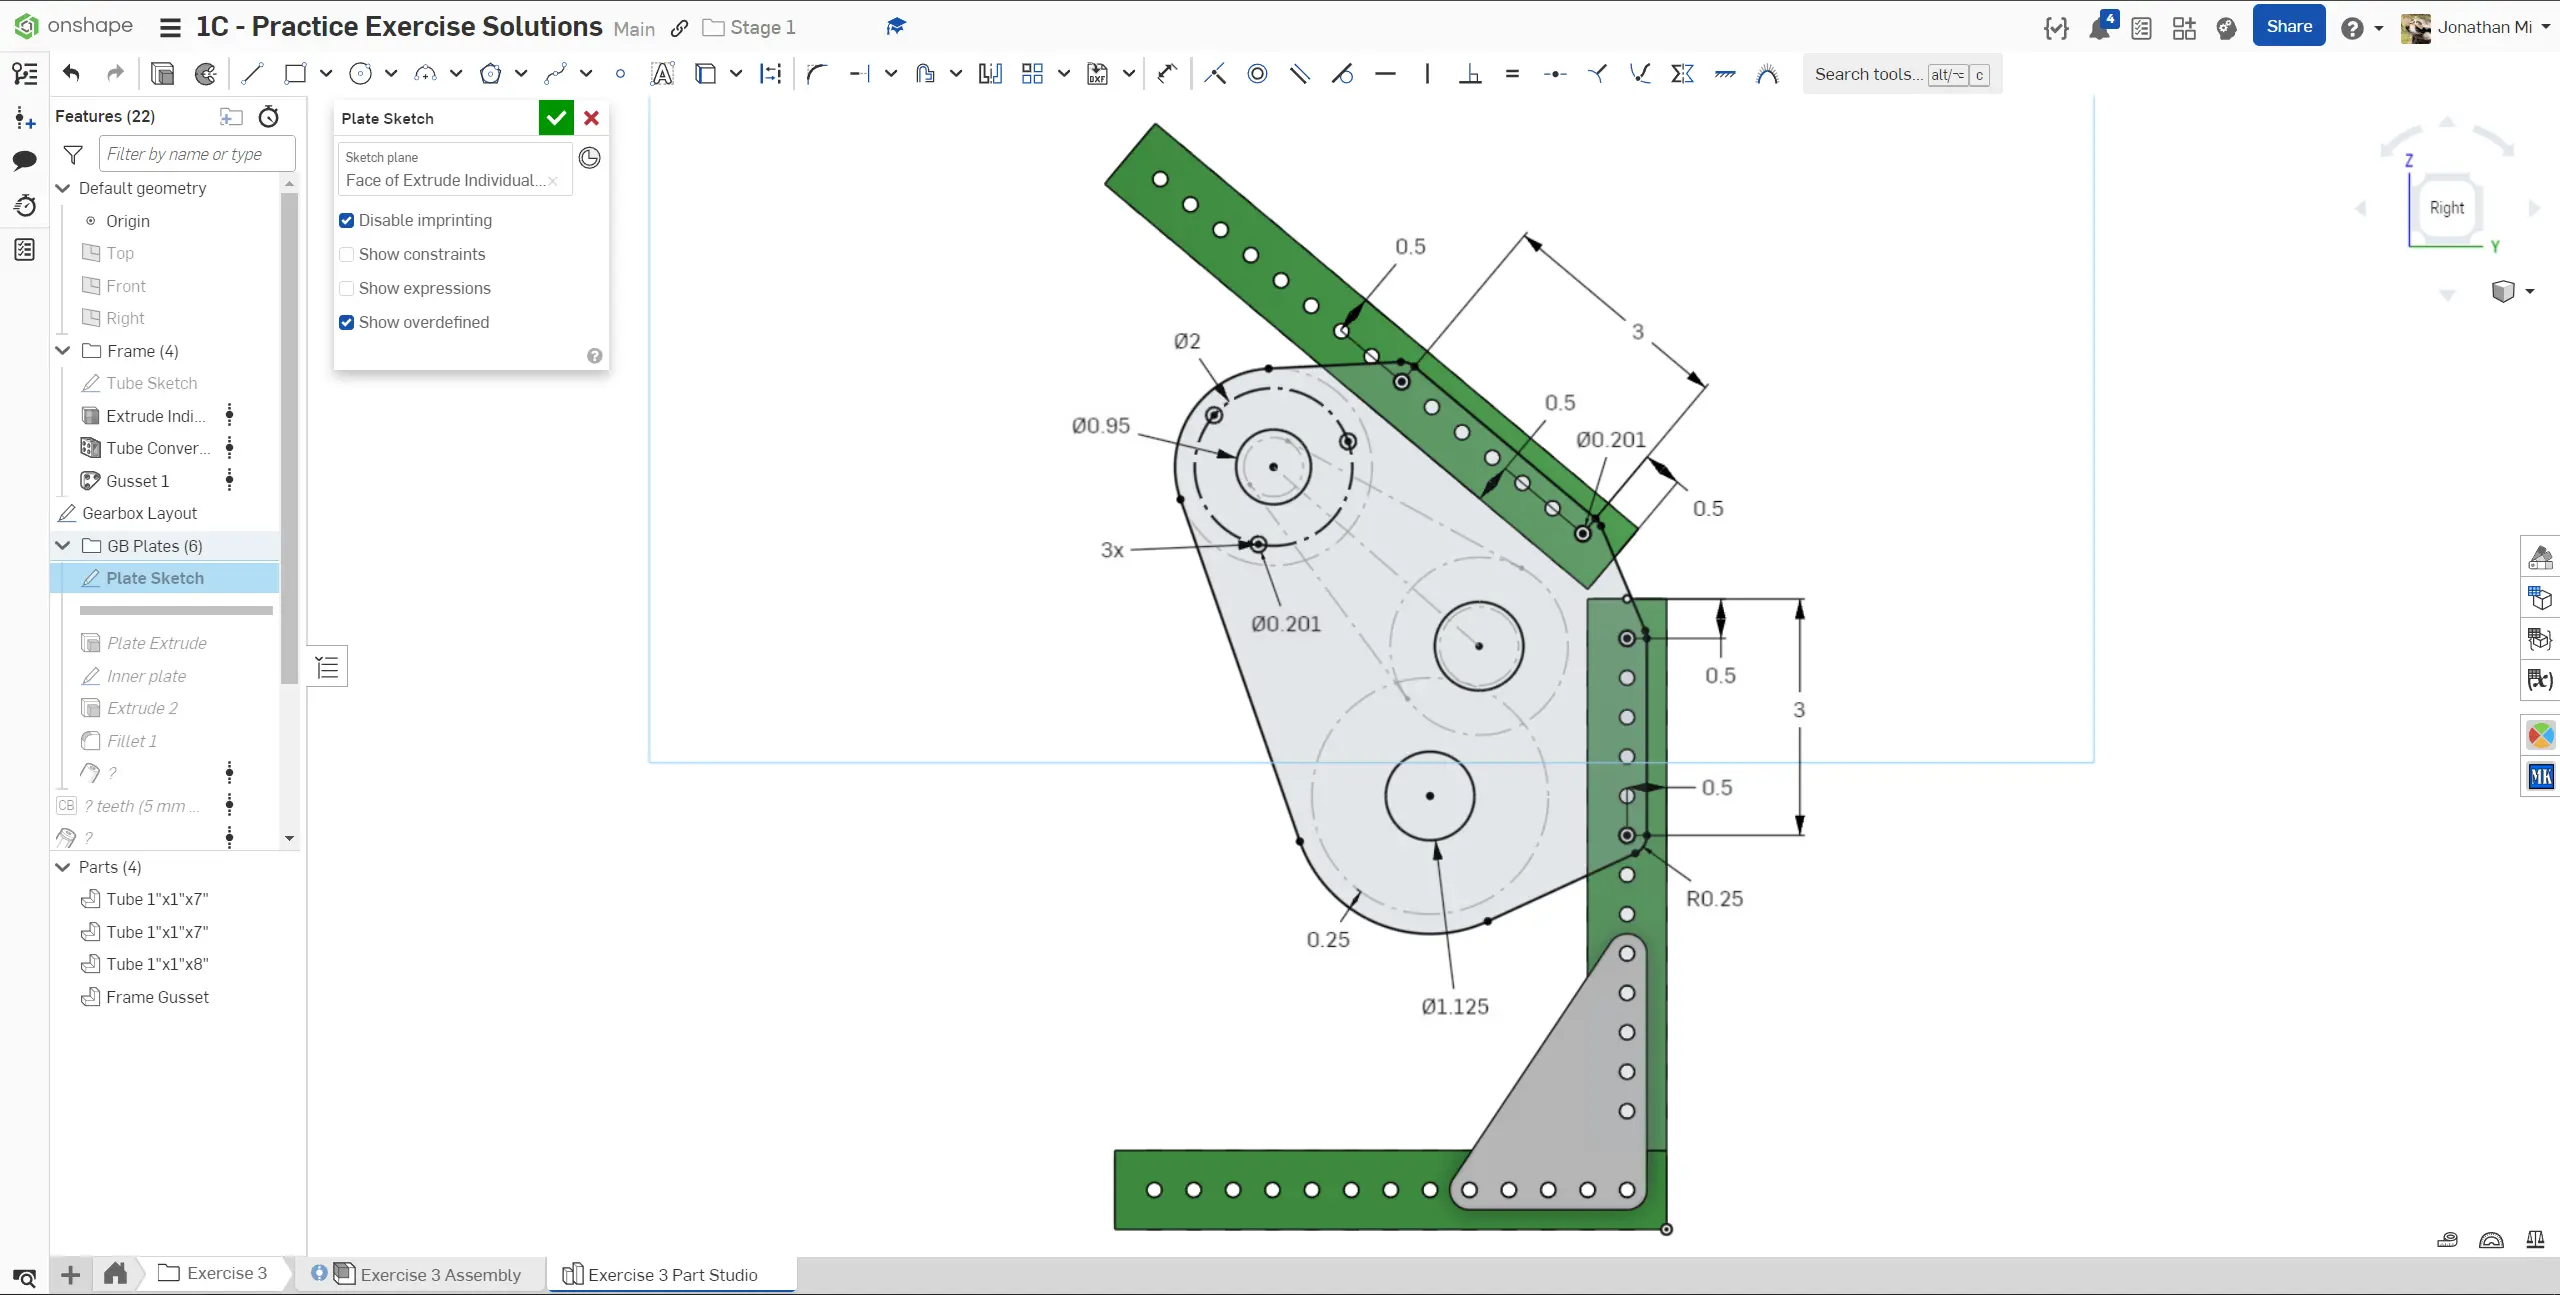 onshape
1C - Practice Exercise Solutions Main Stage 1
4
Share
Jonathan Mi
Search tools... alt/⌥ c
Features (22)
Filter by name or type
Default geometry
Origin
Top
Front
Right
Frame (4)
Tube Sketch
Extrude Indi...
Tube Conver...
Gusset 1
Gearbox Layout
GB Plates (6)
Plate Sketch
Plate Extrude
Inner plate
Extrude 2
Fillet 1
?
CB ? teeth (5 mm ...
?
Parts (4)
Tube 1"x1"x7"
Tube 1"x1"x7"
Tube 1"x1"x8"
Frame Gusset
Plate Sketch
Sketch plane
Face of Extrude Individual...
Disable imprinting
Show constraints
Show expressions
Show overdefined
0.5
3
Ø2
Ø0.95
0.5
Ø0.201
0.5
3x
Ø0.201
0.5
3
0.5
R0.25
0.25
Ø1.125
Z
Right
Y
DXF
(x)
MK
Exercise 3
Exercise 3 Assembly
Exercise 3 Part Studio